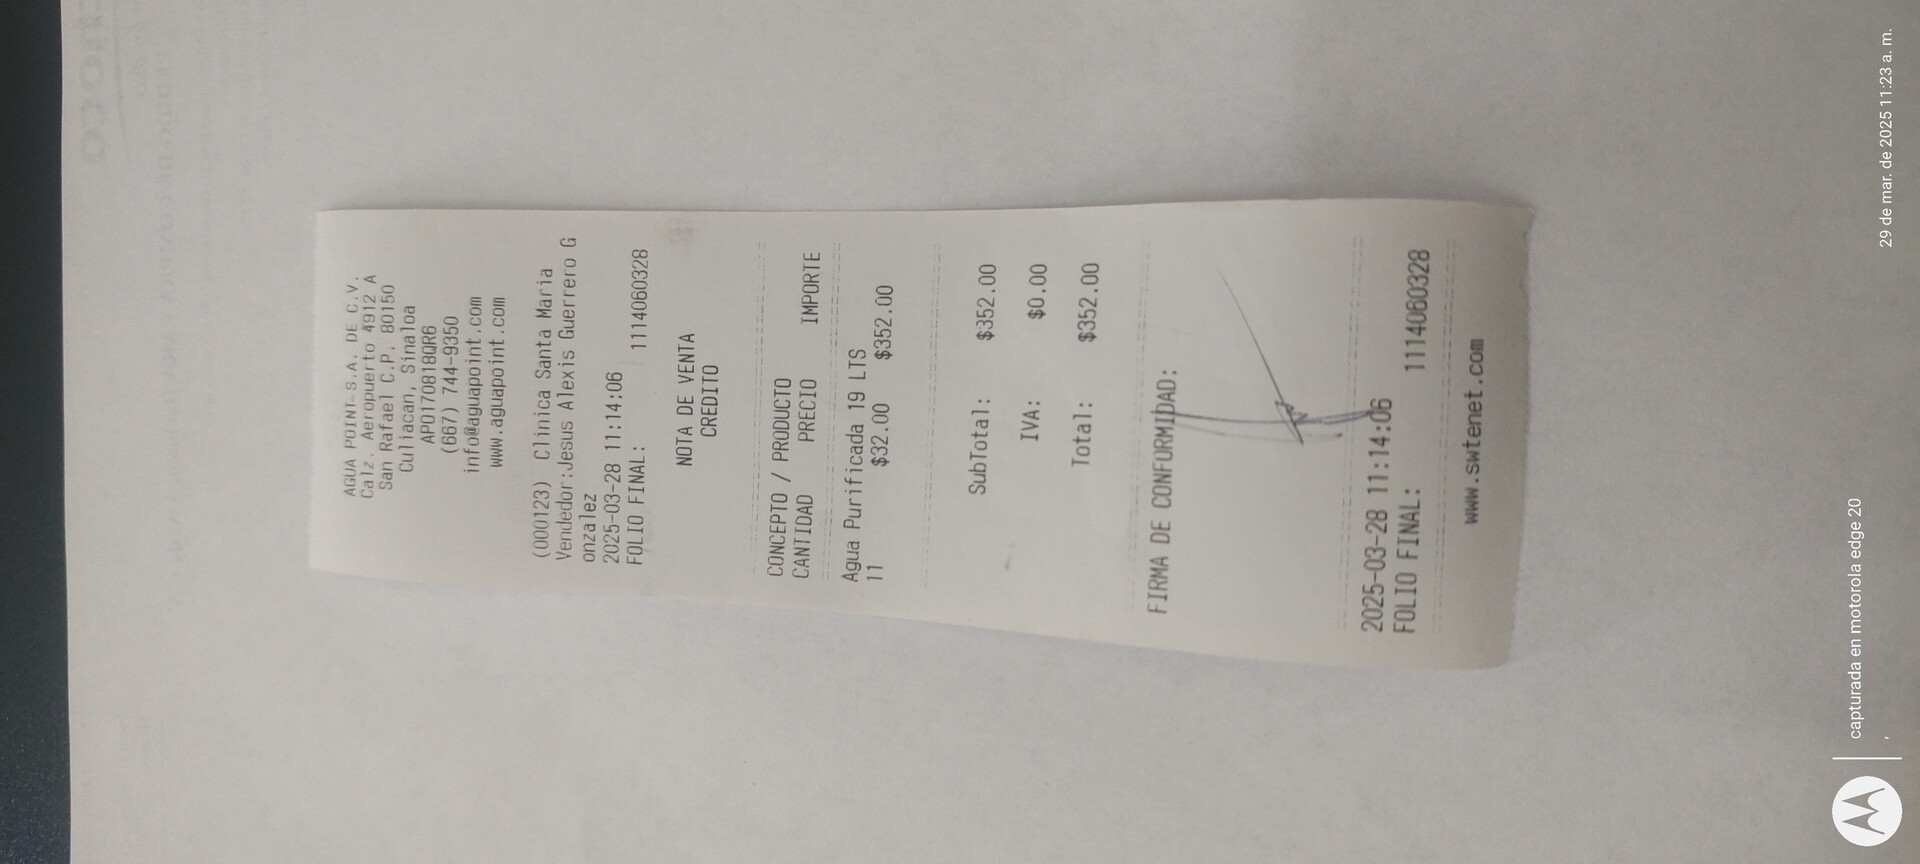 AGUA POINT S.A. DE C.V.
Calz. Aeropuerto 4912 A
San Rafael C.P. 80150
Culiacan, Sinaloa
APO170818QR6
(667) 744-9350
info@aguapoint.com
www.aguapoint.com
(000123) Clinica Santa Maria
Vendedor:Jesus Alexis Guerrero G
onzalez
2025-03-28 11:14:06
FOLIO FINAL: 1114060328
NOTA DE VENTA
CREDITO
CONCEPTO / PRODUCTO
CANTIDAD PRECIO IMPORTE
Agua Purificada 19 LTS
11 $32.00 $352.00
SubTotal: $352.00
IVA: $0.00
Total: $352.00
FIRMA DE CONFORMIDAD:
2025-03-28 11:14:06
FOLIO FINAL: 1114060328
www.swtenet.com
capturada en motorola edge 20
29 de mar. de 2025 11:23 a. m.